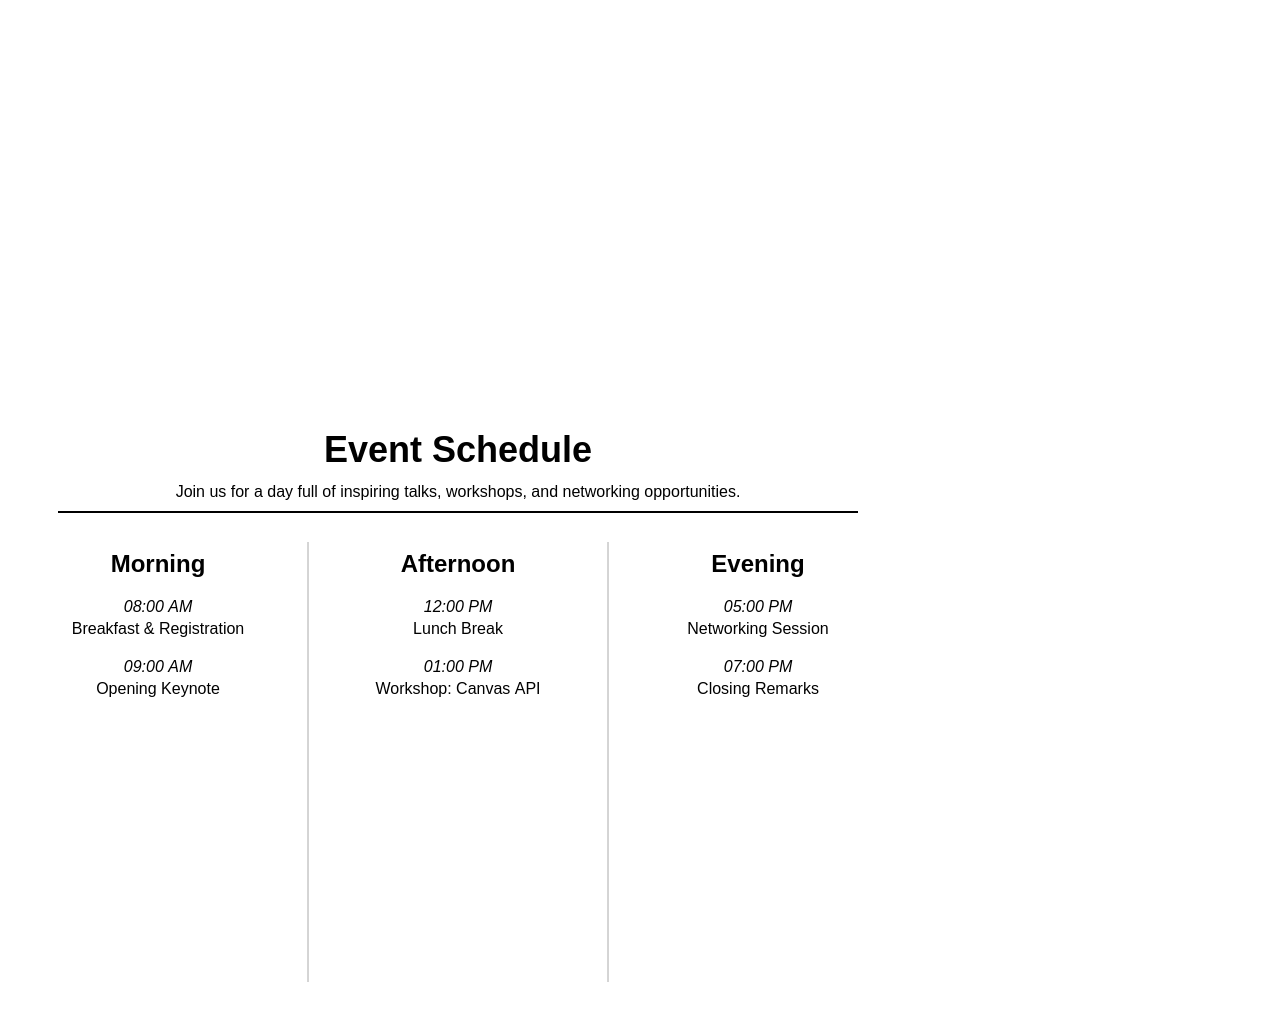 Event Schedule
Join us for a day full of inspiring talks, workshops, and networking opportunities.
Morning
08:00 AM
Breakfast & Registration
09:00 AM
Opening Keynote
Afternoon
12:00 PM
Lunch Break
01:00 PM
Workshop: Canvas API
Evening
05:00 PM
Networking Session
07:00 PM
Closing Remarks